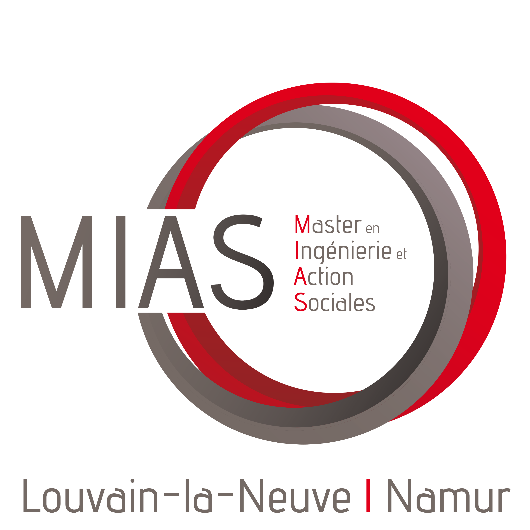 MIAS
Master en
Ingénierie et
Action
Sociales
Louvain-la-Neuve | Namur